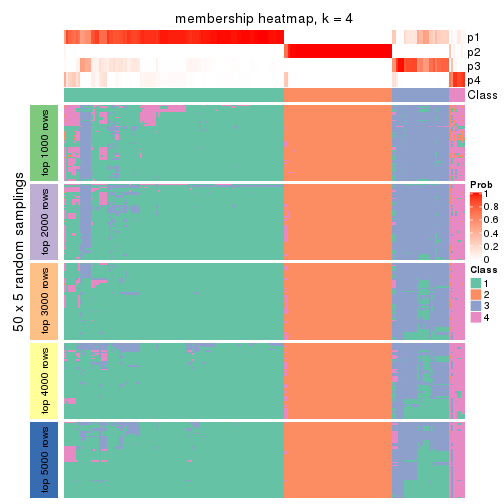 membership heatmap, k = 4
p1
p2
p3
p4
Class
50 x 5 random samplings
top 1000 rows
top 2000 rows
top 3000 rows
top 4000 rows
top 5000 rows
Prob
1
0.8
0.6
0.4
0.2
0
Class
1
2
3
4